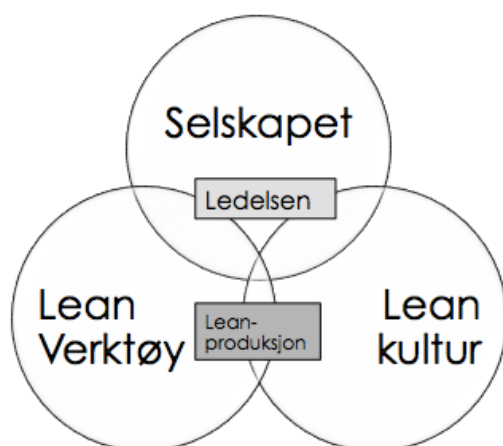 Selskapet
Ledelsen
Lean
Verktøy
Lean-
produksjon
Lean
kultur